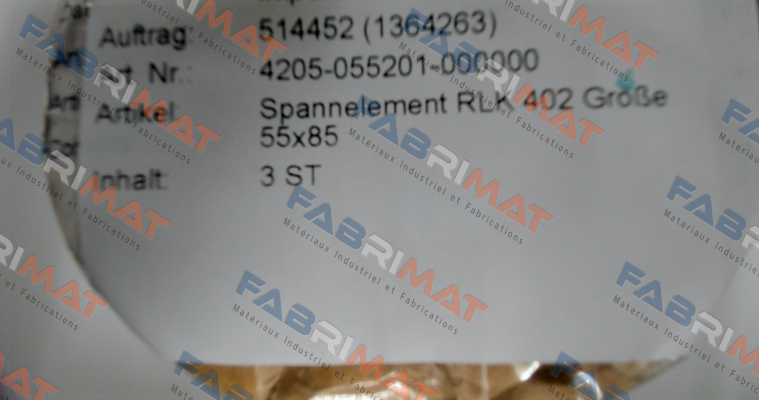 Auftrag: 514452 (1364263)
Art. Nr.: 4205-055201-000000
Artikel: Spannelement RLK 402 Größe
55x85
Inhalt: 3 ST
FABRIMAT
Materiaux Industriel et Fabrications